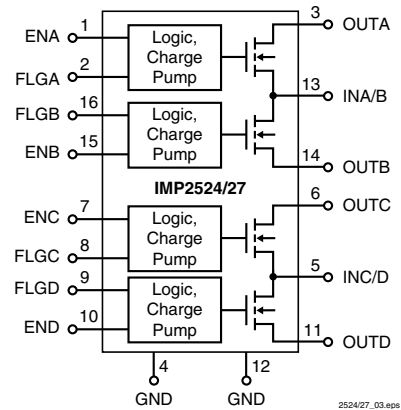 3
OUTA
ENA
1
Logic,
Charge
Pump
FLGA
2
13
INA/B
FLGB
16
Logic,
Charge
Pump
ENB
15
14
OUTB
IMP2524/27
6
OUTC
ENC
7
Logic,
Charge
Pump
FLGC
8
5
INC/D
FLGD
9
Logic,
Charge
Pump
END
10
11
OUTD
4
12
GND
GND
2524/27_03.eps